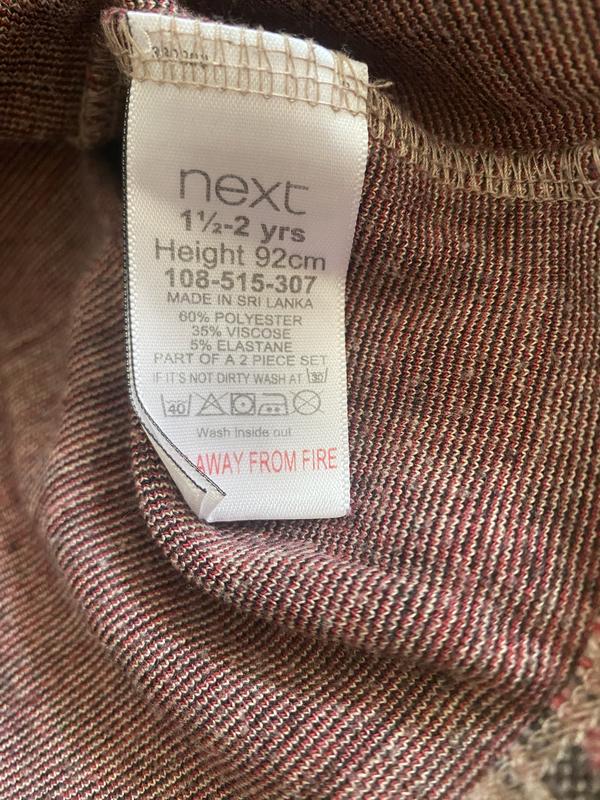 next
1½-2 yrs
Height 92cm
108-515-307
MADE IN SRI LANKA
60% POLYESTER
35% VISCOSE
5% ELASTANE
PART OF A 2 PIECE SET
IF IT'S NOT DIRTY WASH AT 30
40
Wash inside out
AWAY FROM FIRE